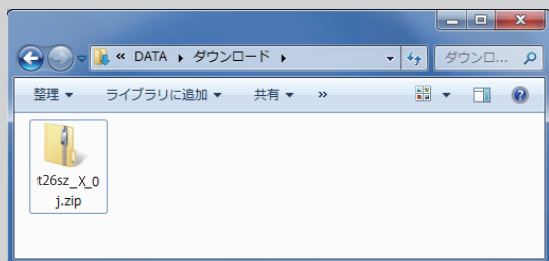 « DATA ▸ ダウンロード ▸ ダウンロ...
整理 ▼ ライブラリに追加 ▼ 共有 ▼ »
t26sz_X_0
j.zip